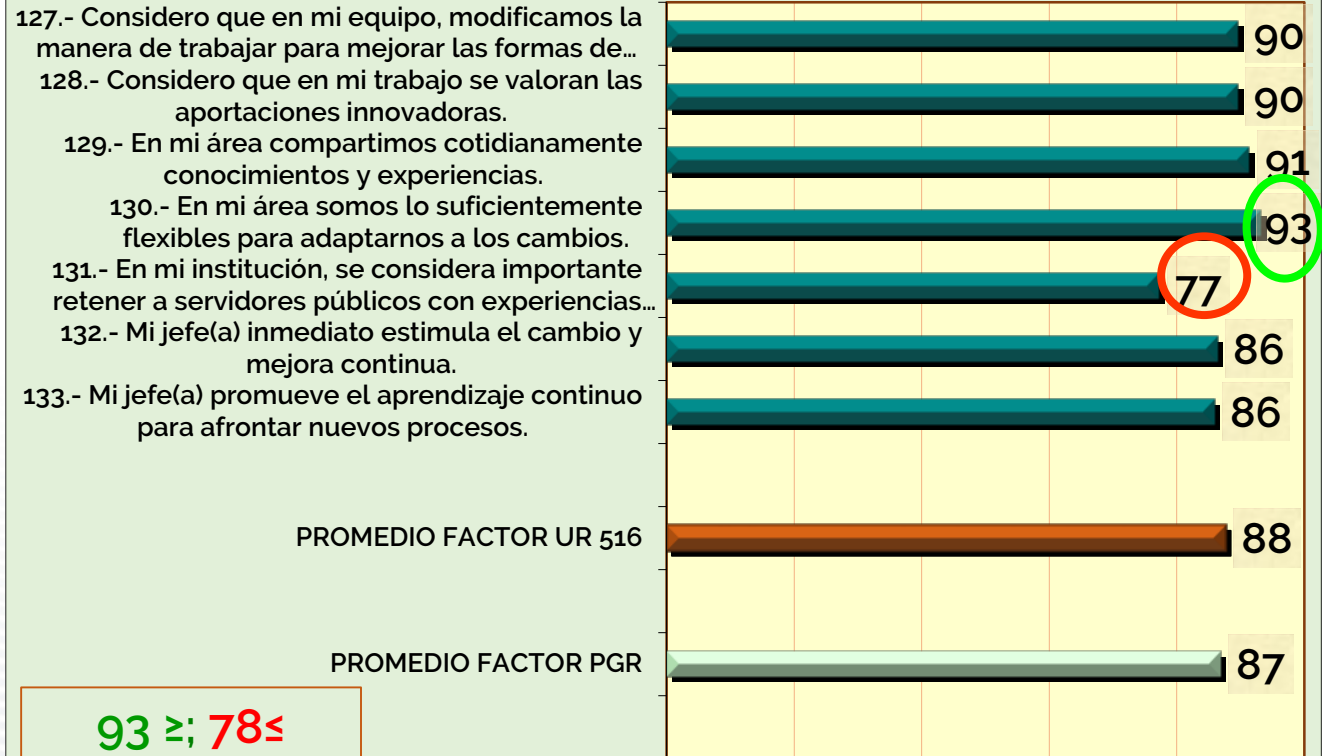 127.- Considero que en mi equipo, modificamos la
manera de trabajar para mejorar las formas de…
90
128.- Considero que en mi trabajo se valoran las
aportaciones innovadoras.
90
129.- En mi área compartimos cotidianamente
conocimientos y experiencias.
91
130.- En mi área somos lo suficientemente
flexibles para adaptarnos a los cambios.
93
131.- En mi institución, se considera importante
retener a servidores públicos con experiencias…
77
132.- Mi jefe(a) inmediato estimula el cambio y
mejora continua.
86
133.- Mi jefe(a) promueve el aprendizaje continuo
para afrontar nuevos procesos.
86
PROMEDIO FACTOR UR 516
88
PROMEDIO FACTOR PGR
87
93 ≥; 78≤